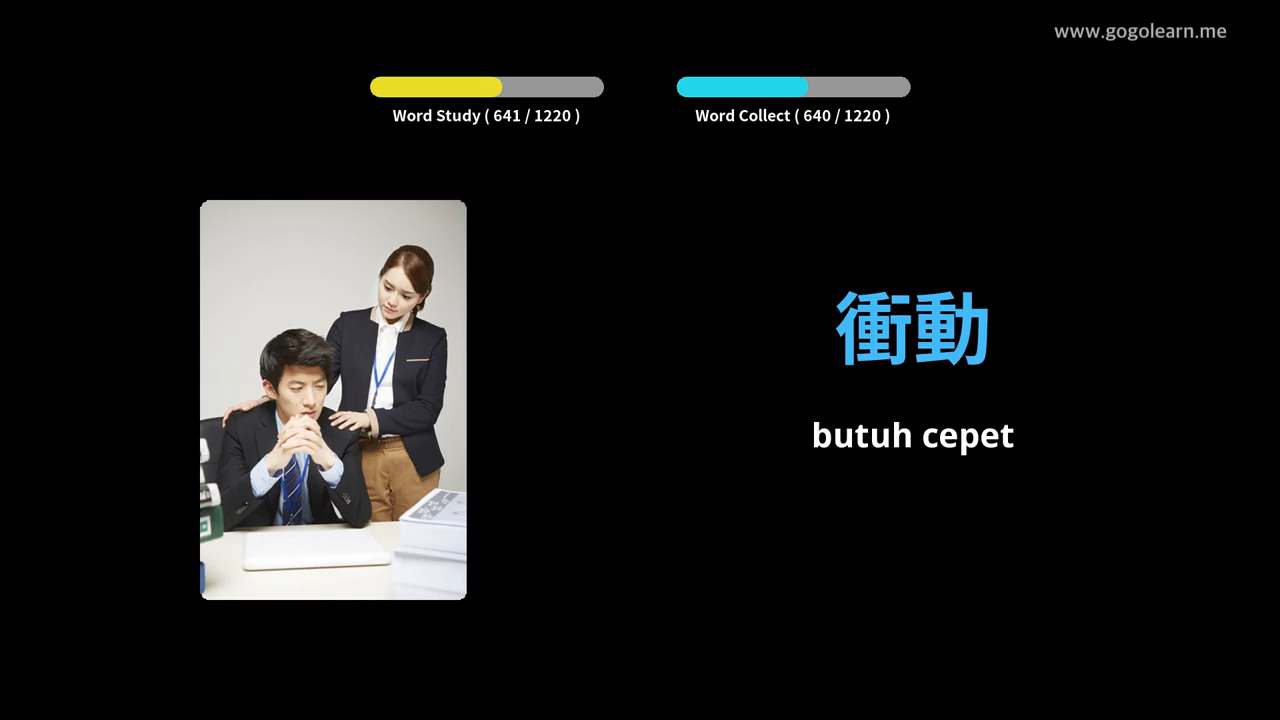 www.gogolearn.me
Word Study ( 641 / 1220 )
Word Collect ( 640 / 1220 )
衝動
butuh cepet